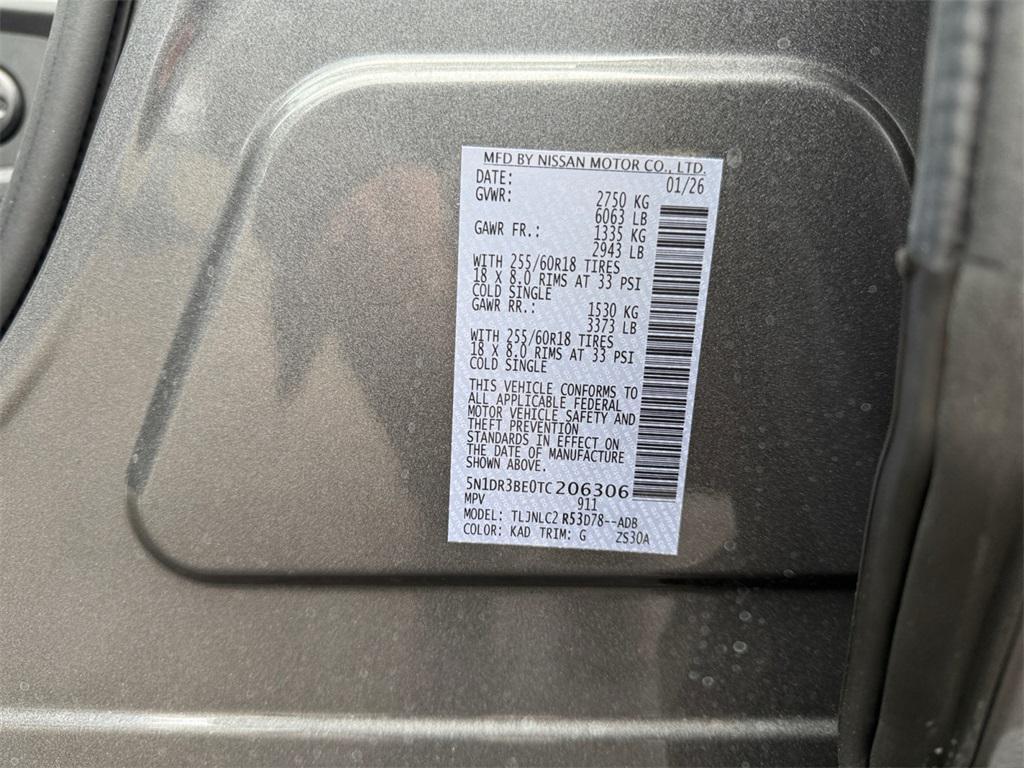 MFD BY NISSAN MOTOR CO., LTD.
DATE: 01/26
GVWR: 2750 KG
6063 LB
GAWR FR.: 1335 KG
2943 LB
WITH 255/60R18 TIRES
18 X 8.0 RIMS AT 33 PSI
COLD SINGLE
GAWR RR.: 1530 KG
3373 LB
WITH 255/60R18 TIRES
18 X 8.0 RIMS AT 33 PSI
COLD SINGLE
THIS VEHICLE CONFORMS TO
ALL APPLICABLE FEDERAL
MOTOR VEHICLE SAFETY AND
THEFT PREVENTION
STANDARDS IN EFFECT ON
THE DATE OF MANUFACTURE
SHOWN ABOVE.
5N1DR3BE0TC206306
MPV 911
MODEL: TLJNLC2 R53D78--ADB
COLOR: KAD TRIM: G ZS30A